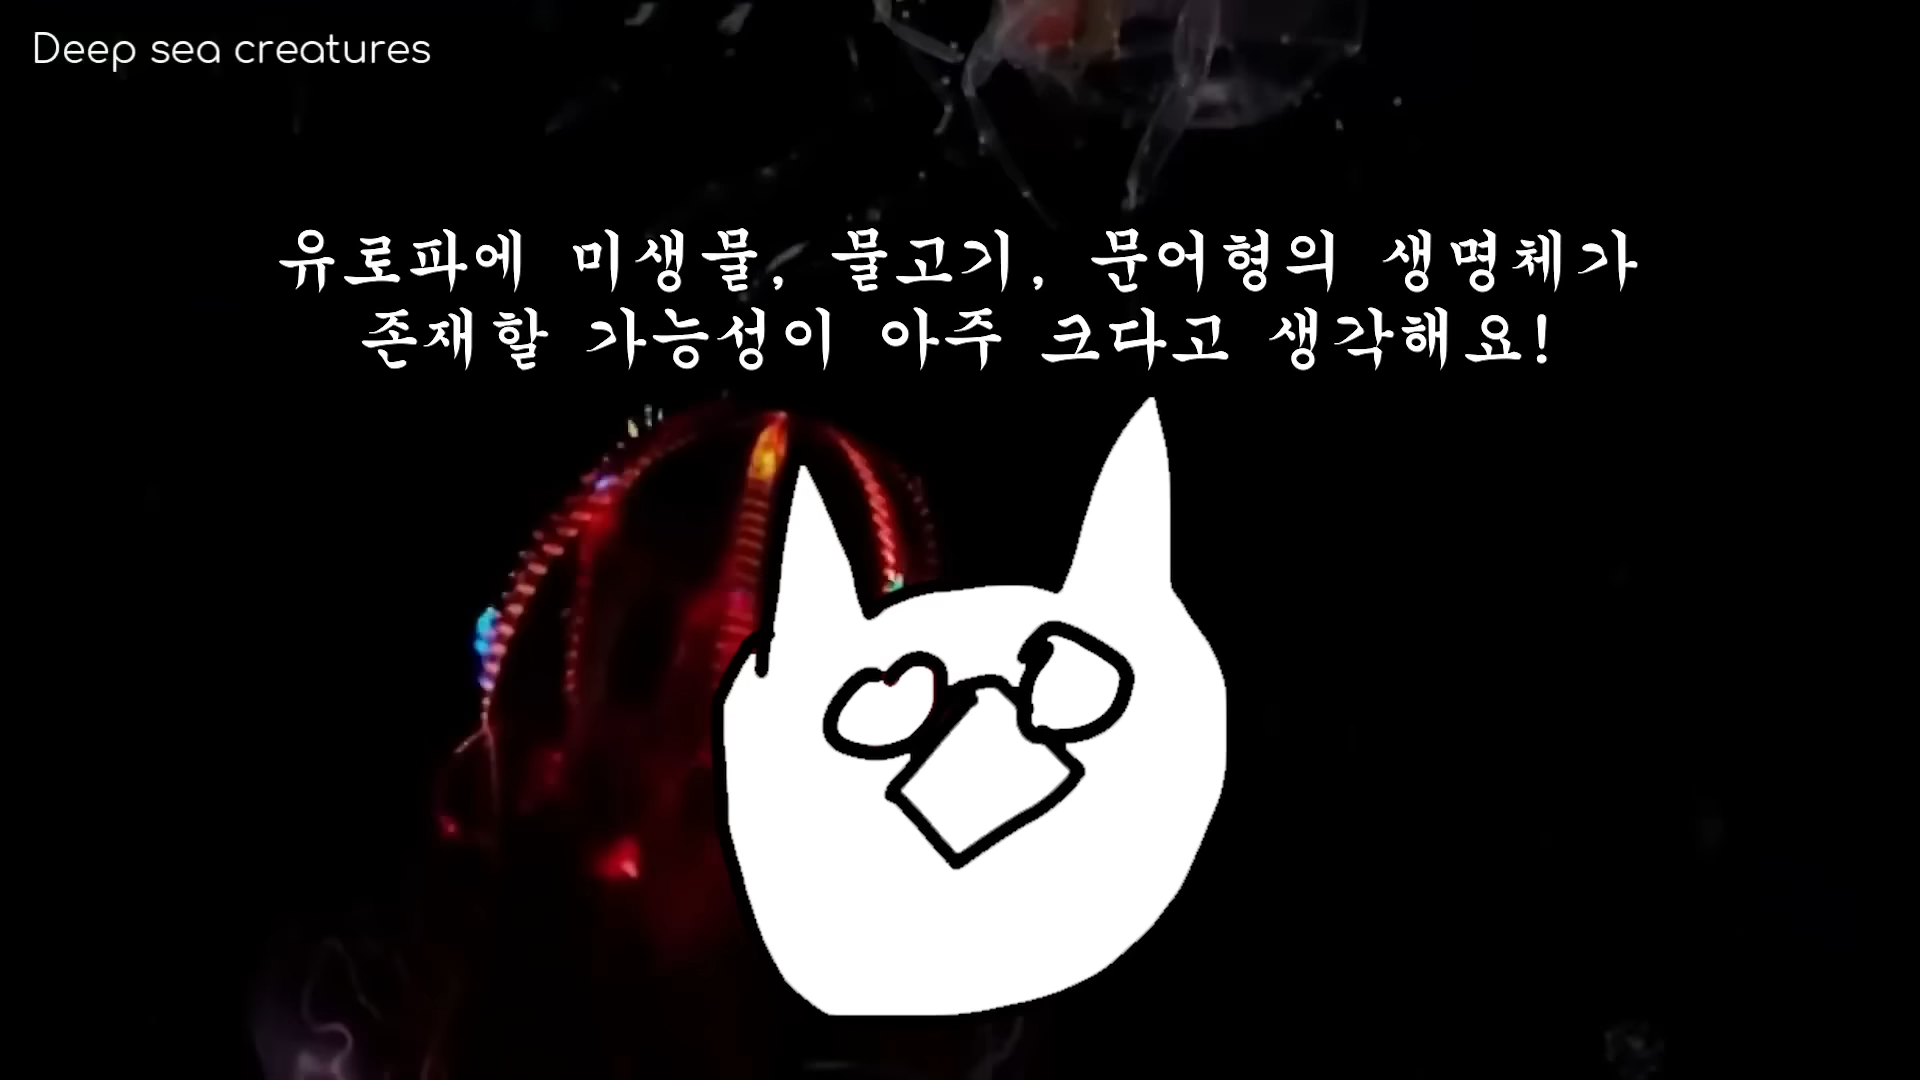 Deep sea creatures
유로파에 미생물, 물고기, 문어형의 생명체가
존재할 가능성이 아주 크다고 생각해요!